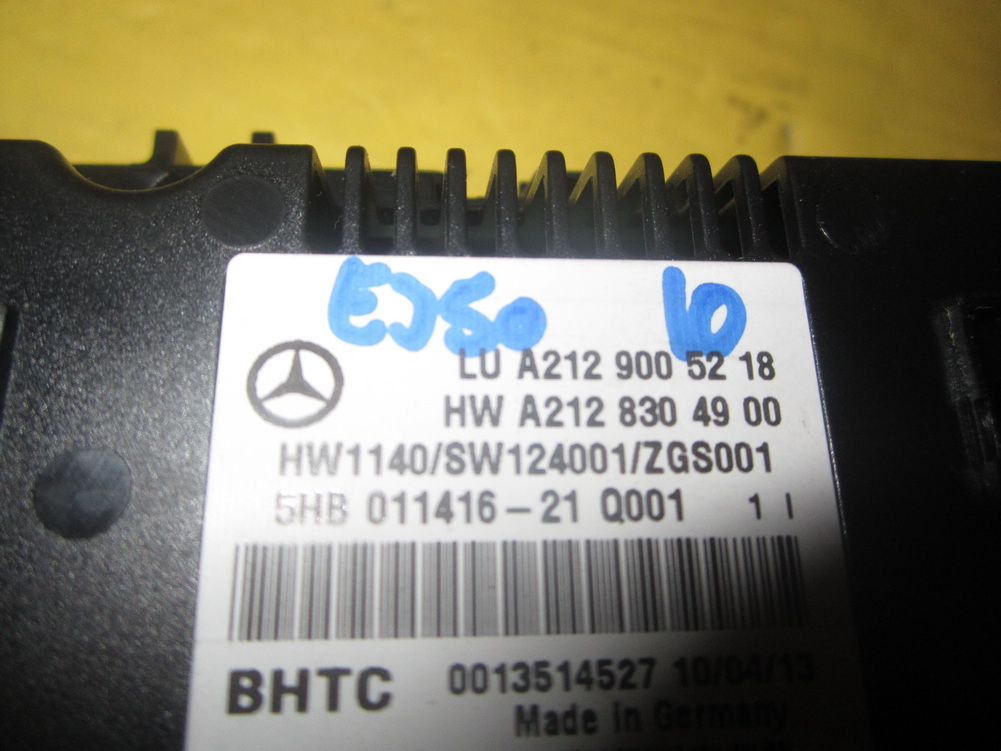 EJ50 10
LU A212 900 52 18
HW A212 830 49 00
HW1140/SW124001/ZGS001
5HB 011416-21 Q001 1 I
BHTC 0013514527 10/04/13
Made in Germany